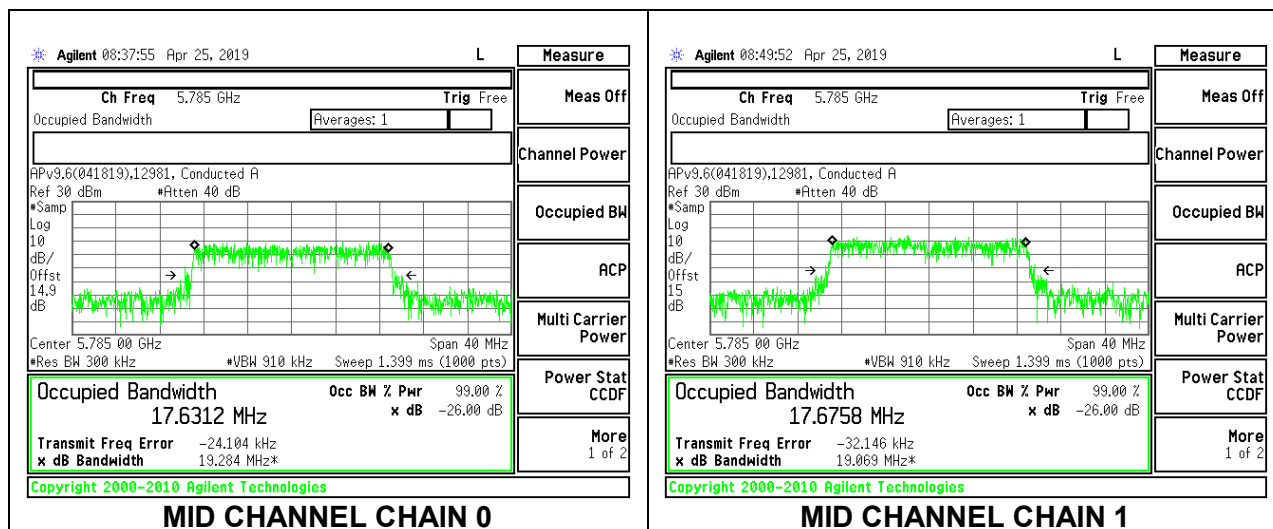 Agilent 08:37:55 Apr 25, 2019 L Measure
Ch Freq 5.785 GHz Trig Free
Occupied Bandwidth Averages: 1
APv9.6(041819),12981, Conducted A
Ref 30 dBm #Atten 40 dB
#Samp
Log
10
dB/
Offst
14.9
dB
Center 5.785 00 GHz Span 40 MHz
#Res BW 300 kHz #VBW 910 kHz Sweep 1.399 ms (1000 pts)
Occupied Bandwidth Occ BW % Pwr 99.00 %
17.6312 MHz x dB -26.00 dB
Transmit Freq Error -24.104 kHz
x dB Bandwidth 19.284 MHz*
Copyright 2000-2010 Agilent Technologies
Meas Off
Channel Power
Occupied BW
ACP
Multi Carrier
Power
Power Stat
CCDF
More
1 of 2
MID CHANNEL CHAIN 0
Agilent 08:49:52 Apr 25, 2019 L Measure
Ch Freq 5.785 GHz Trig Free
Occupied Bandwidth Averages: 1
APv9.6(041819),12981, Conducted A
Ref 30 dBm #Atten 40 dB
#Samp
Log
10
dB/
Offst
15
dB
Center 5.785 00 GHz Span 40 MHz
#Res BW 300 kHz #VBW 910 kHz Sweep 1.399 ms (1000 pts)
Occupied Bandwidth Occ BW % Pwr 99.00 %
17.6758 MHz x dB -26.00 dB
Transmit Freq Error -32.146 kHz
x dB Bandwidth 19.069 MHz*
Copyright 2000-2010 Agilent Technologies
Meas Off
Channel Power
Occupied BW
ACP
Multi Carrier
Power
Power Stat
CCDF
More
1 of 2
MID CHANNEL CHAIN 1